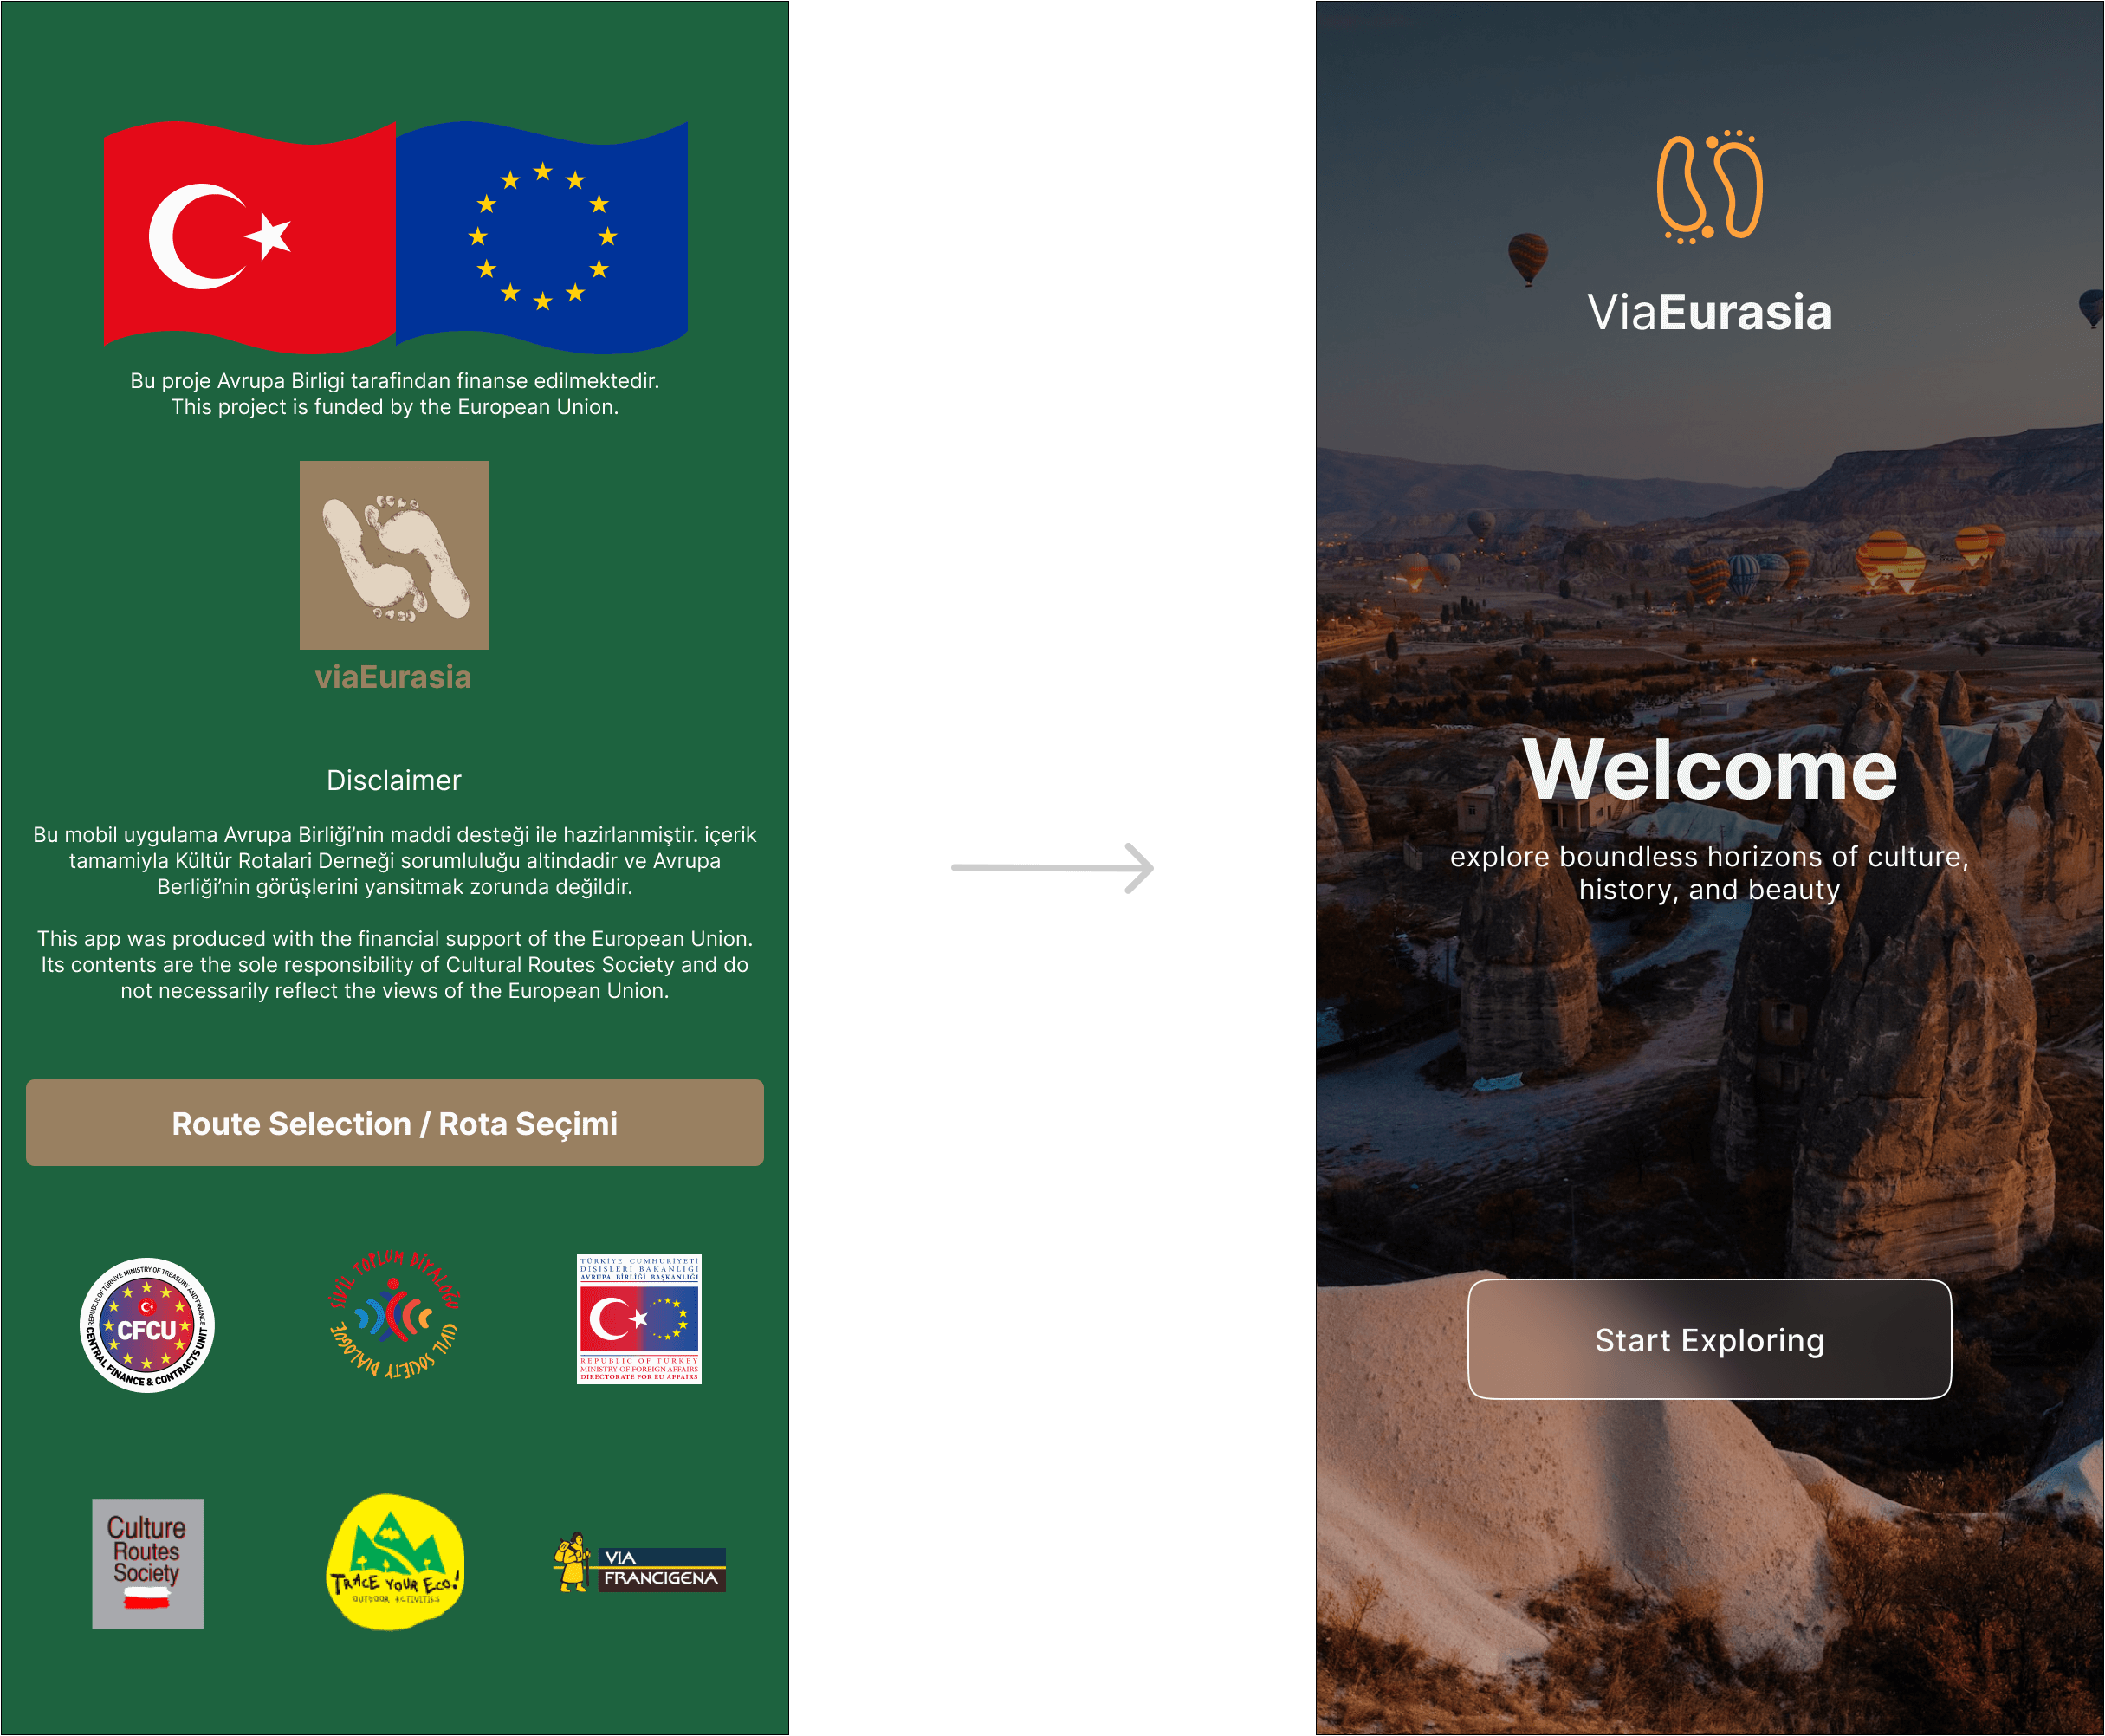 Bu proje Avrupa Birligi tarafindan finanse edilmektedir.
This project is funded by the European Union.
viaEurasia
Disclaimer
Bu mobil uygulama Avrupa Birliği’nin maddi desteği ile hazirlanmiştir. içerik
tamamiyla Kültür Rotalari Derneği sorumluluğu altindadir ve Avrupa
Berliği’nin görüşlerini yansitmak zorunda değildir.
This app was produced with the financial support of the European Union.
Its contents are the sole responsibility of Cultural Routes Society and do
not necessarily reflect the views of the European Union.
Route Selection / Rota Seçimi
REPUBLIC OF TÜRKİYE MINISTRY OF TREASURY AND FINANCE
CFCU
CENTRAL FINANCE & CONTRACTS UNIT
SİVİL TOPLUM DİYALOĞU
CIVIL SOCIETY DIALOGUE
TÜRKİYE CUMHURİYETİ
DIŞİŞLERİ BAKANLIĞI
AVRUPA BİRLİĞİ BAŞKANLIĞI
REPUBLIC OF TURKEY
MINISTRY OF FOREIGN AFFAIRS
DIRECTORATE FOR EU AFFAIRS
Culture
Routes
Society
TRACE YOUR ECO!
OUTDOOR ACTIVITIES
VIA
FRANCIGENA
ViaEurasia
Welcome
explore boundless horizons of culture,
history, and beauty
Start Exploring